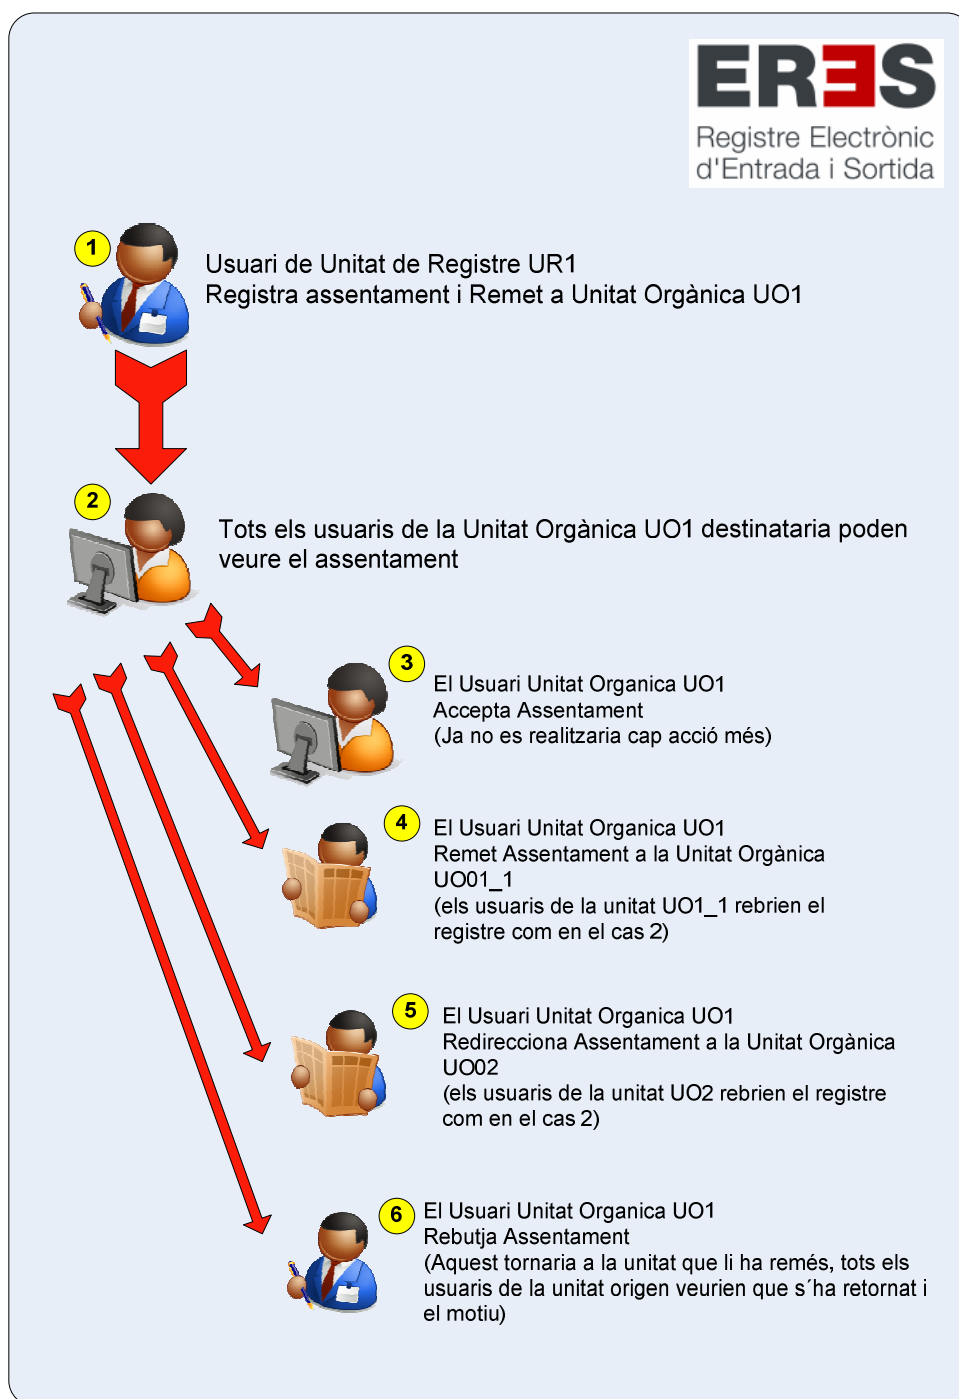 ERES
Registre Electrònic
d'Entrada i Sortida
1
Usuari de Unitat de Registre UR1
Registra assentament i Remet a Unitat Orgànica UO1
2
Tots els usuaris de la Unitat Orgànica UO1 destinataria poden
veure el assentament
3
El Usuari Unitat Organica UO1
Accepta Assentament
(Ja no es realitzaria cap acció més)
4
El Usuari Unitat Organica UO1
Remet Assentament a la Unitat Orgànica
UO01_1
(els usuaris de la unitat UO1_1 rebrien el
registre com en el cas 2)
5
El Usuari Unitat Organica UO1
Redirecciona Assentament a la Unitat Orgànica
UO02
(els usuaris de la unitat UO2 rebrien el registre
com en el cas 2)
6
El Usuari Unitat Organica UO1
Rebutja Assentament
(Aquest tornaria a la unitat que li ha remés, tots els
usuaris de la unitat origen veurien que s´ha retornat i
el motiu)